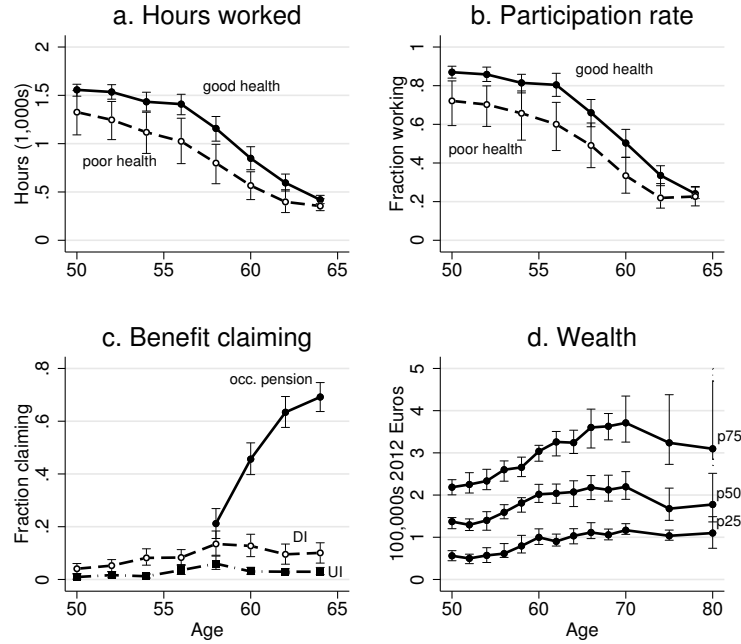 a. Hours worked
Hours (1,000s)
2
1.5
1
.5
0
good health
poor health
50 55 60 65
b. Participation rate
Fraction working
1
.8
.6
.4
.2
0
good health
poor health
50 55 60 65
c. Benefit claiming
Fraction claiming
.8
.6
.4
.2
0
occ. pension
DI
UI
50 55 60 65
Age
d. Wealth
100,000s 2012 Euros
5
4
3
2
1
0
p75
p50
p25
50 60 70 80
Age